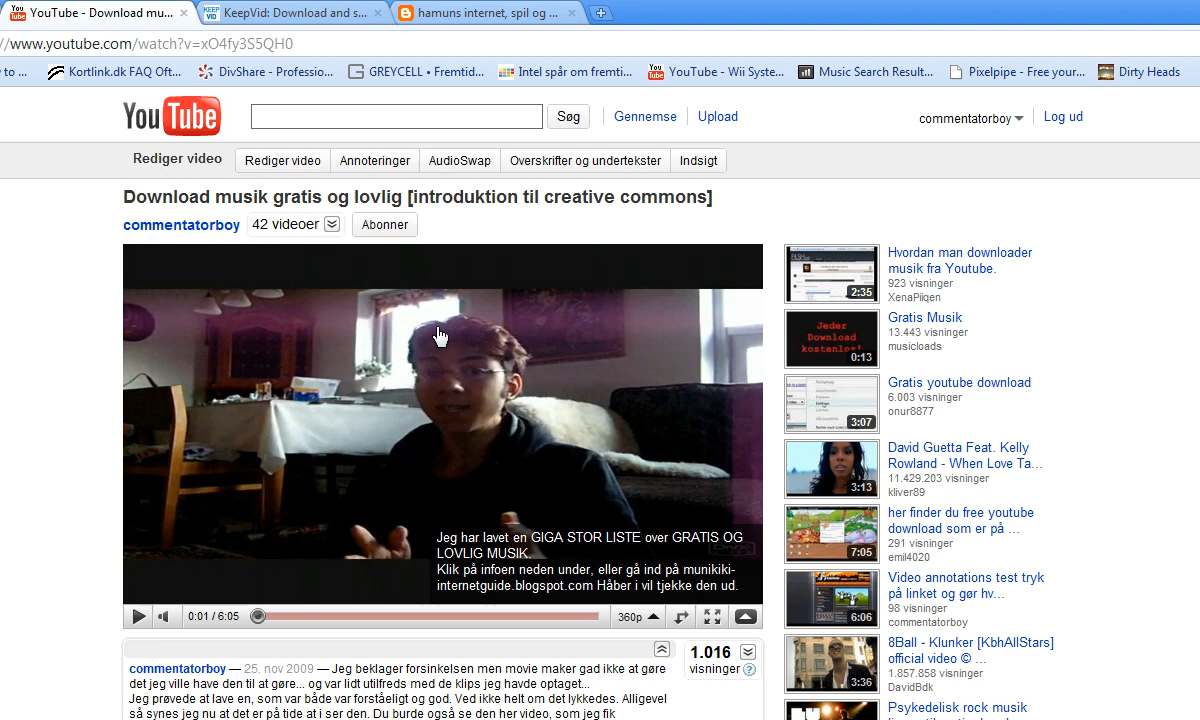 YouTube - Download mu...
KEEP VID
KeepVid: Download and s...
hamuns internet, spil og ...
//www.youtube.com/watch?v=xO4fy3S5QH0
to ...
Kortlink.dk FAQ Oft...
DivShare - Professio...
GREYCELL • Fremtid...
Intel spår om fremti...
YouTube - Wii Syste...
Music Search Result...
Pixelpipe - Free your...
Dirty Heads
YouTube
Søg
Gennemse
Upload
commentatorboy
Log ud
Rediger video
Rediger video
Annoteringer
AudioSwap
Overskrifter og undertekster
Indsigt
Download musik gratis og lovlig [introduktion til creative commons]
commentatorboy
42 videoer
Abonner
Jeg har lavet en GIGA STOR LISTE over GRATIS OG
LOVLIG MUSIK.
Klik på infoen neden under, eller gå ind på munikiki-
internetguide.blogspot.com Håber i vil tjekke den ud.
0:01 / 6:05
360p
commentatorboy — 25. nov 2009 — Jeg beklager forsinkelsen men movie maker gad ikke at gøre
det jeg ville have den til at gøre... og var lidt utilfreds med de klips jeg havde optaget...
Jeg prøvede at lave en, som var både var forståeligt og god. Ved ikke helt om det lykkedes. Alligevel
så synes jeg nu at det er på tide at i ser den. Du burde også se den her video, som jeg fik
1.016
visninger
2:35
Hvordan man downloader
musik fra Youtube.
923 visninger
XenaPiigen
Jeder
Download
kostenlos!
0:13
Gratis Musik
13.443 visninger
musicloads
3:07
Gratis youtube download
6.003 visninger
onur8877
3:13
David Guetta Feat. Kelly
Rowland - When Love Ta...
11.429.203 visninger
kliver89
7:05
her finder du free youtube
download som er på ...
291 visninger
emil4020
6:06
Video annotations test tryk
på linket og gør hv...
98 visninger
commentatorboy
3:36
8Ball - Klunker [KbhAllStars]
official video © ...
1.857.858 visninger
DavidBdk
Psykedelisk rock musik